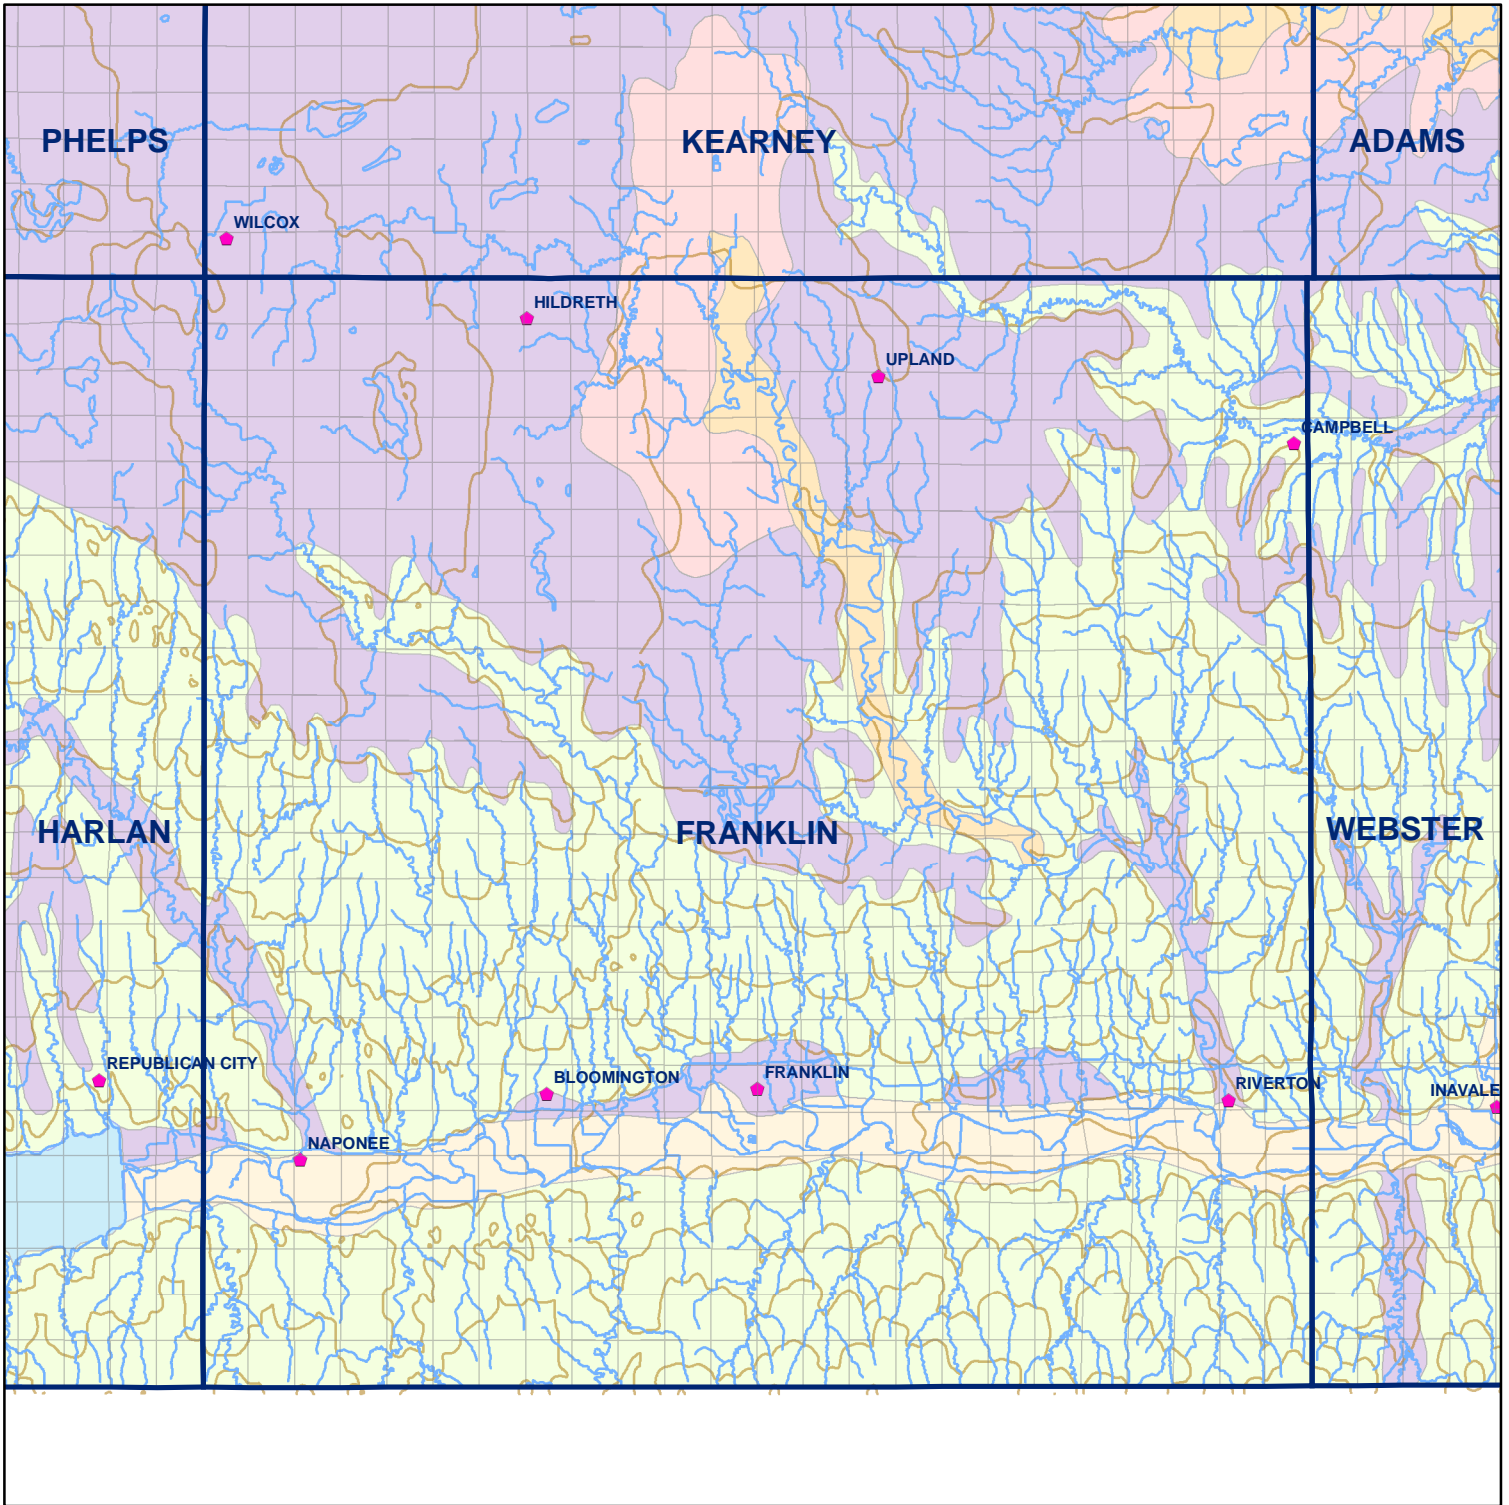 PHELPS
KEARNEY
ADAMS
WILCOX
HILDRETH
UPLAND
CAMPBELL
HARLAN
FRANKLIN
WEBSTER
REPUBLICAN CITY
BLOOMINGTON
FRANKLIN
RIVERTON
INAVALE
NAPONEE